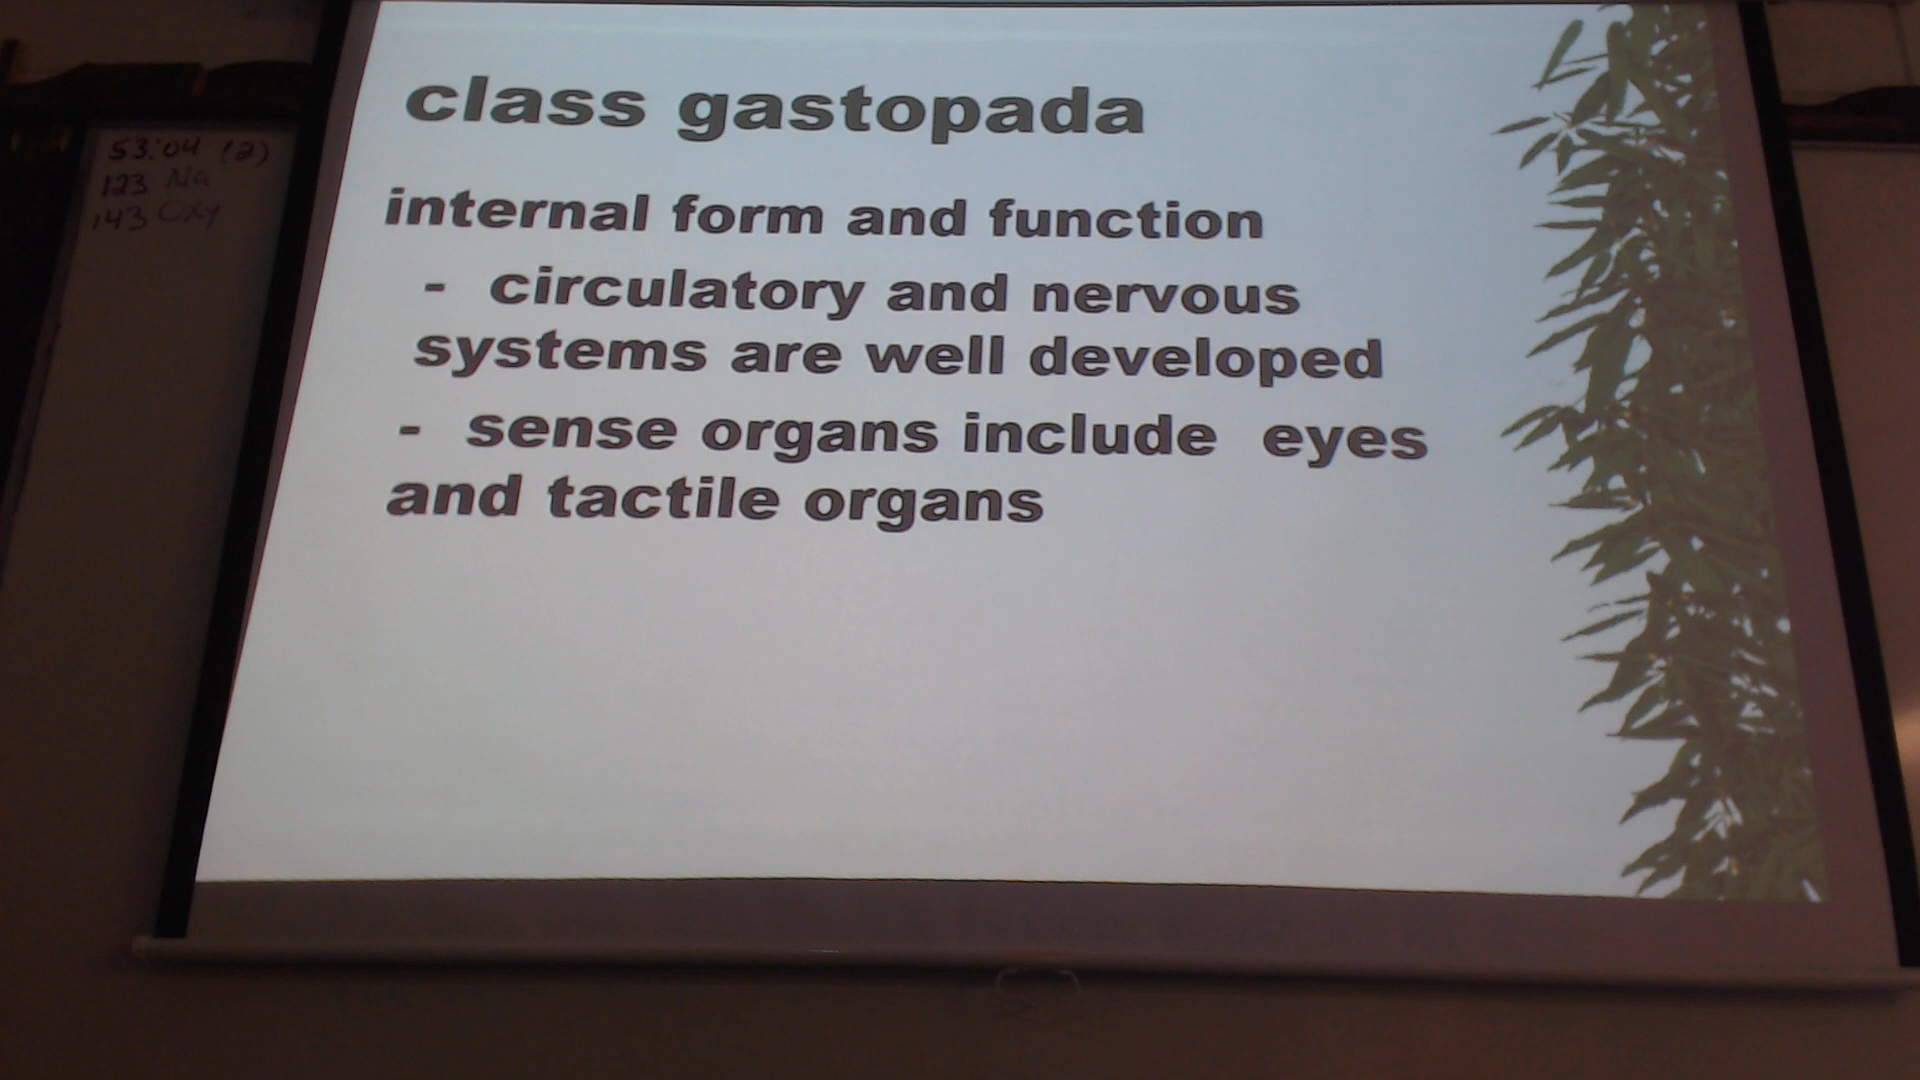 class gastopada
internal form and function
- circulatory and nervous
systems are well developed
- sense organs include eyes
and tactile organs
53:04 (2)
123 Na
143 Oxy